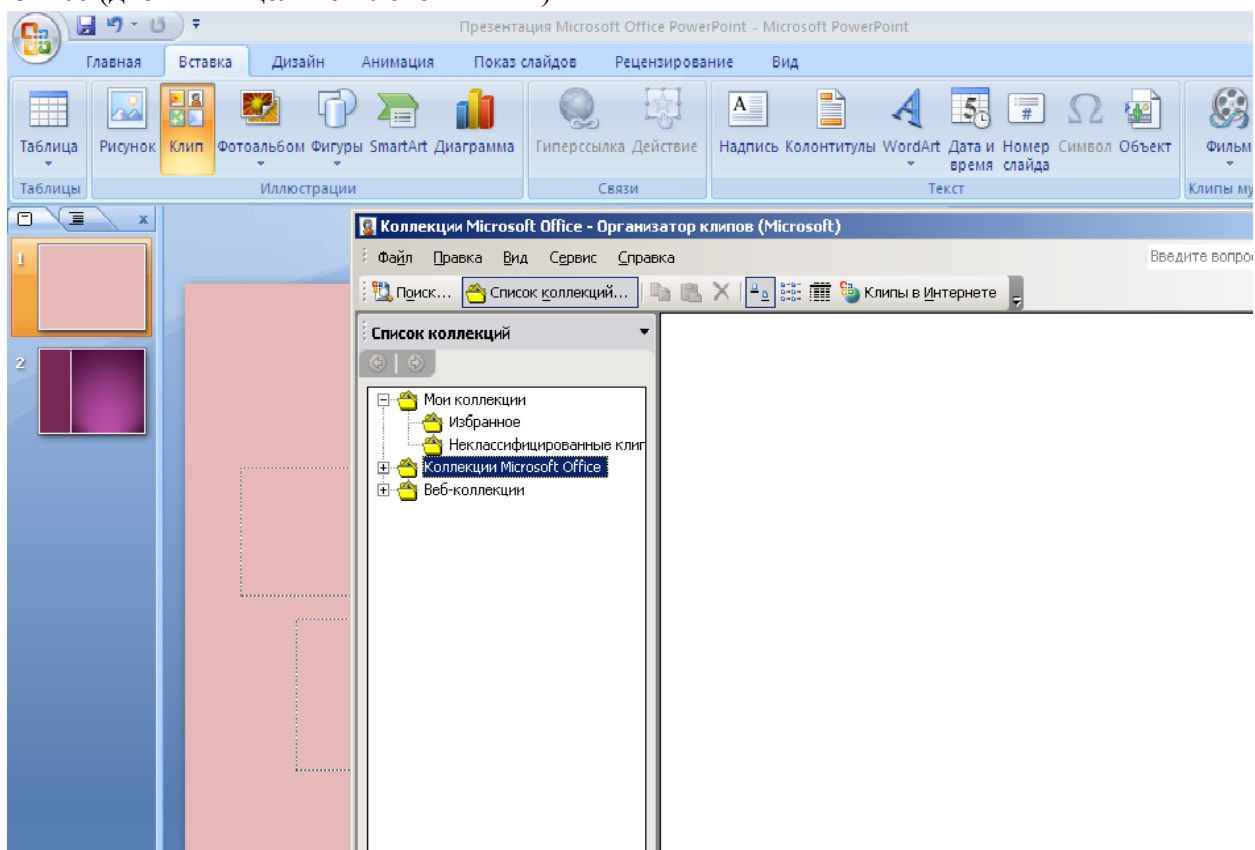 Презентация Microsoft Office PowerPoint - Microsoft PowerPoint
Главная Вставка Дизайн Анимация Показ слайдов Рецензирование Вид
Таблица Рисунок Клип Фотоальбом Фигуры SmartArt Диаграмма Гиперссылка Действие Надпись Колонтитулы WordArt Дата и время Номер слайда Символ Объект Фильм
Таблицы Иллюстрации Связи Текст Клипы му
Коллекции Microsoft Office - Организатор клипов (Microsoft)
Файл Правка Вид Сервис Справка Введите вопро
Поиск... Список коллекций... Клипы в Интернете
Список коллекций
1
2
Мои коллекции
Избранное
Неклассифицированные клип
Коллекции Microsoft Office
Веб-коллекции